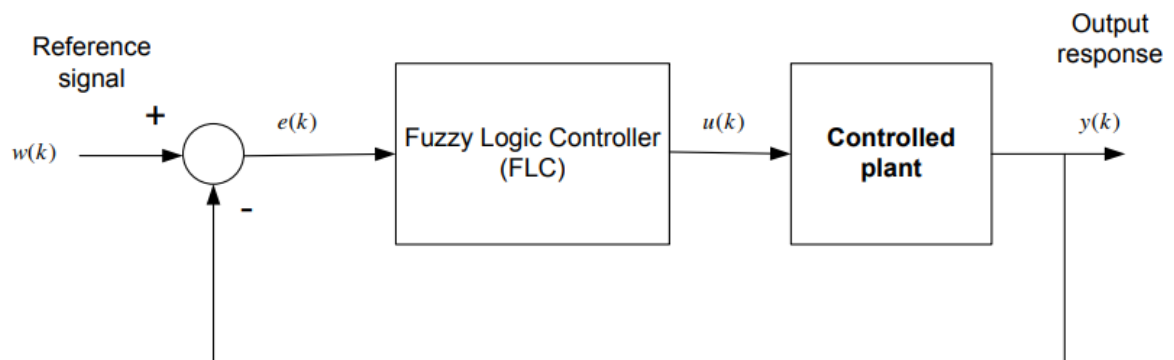 Reference
signal
+
w(k)
-
e(k)
Fuzzy Logic Controller
(FLC)
u(k)
Controlled
plant
Output
response
y(k)